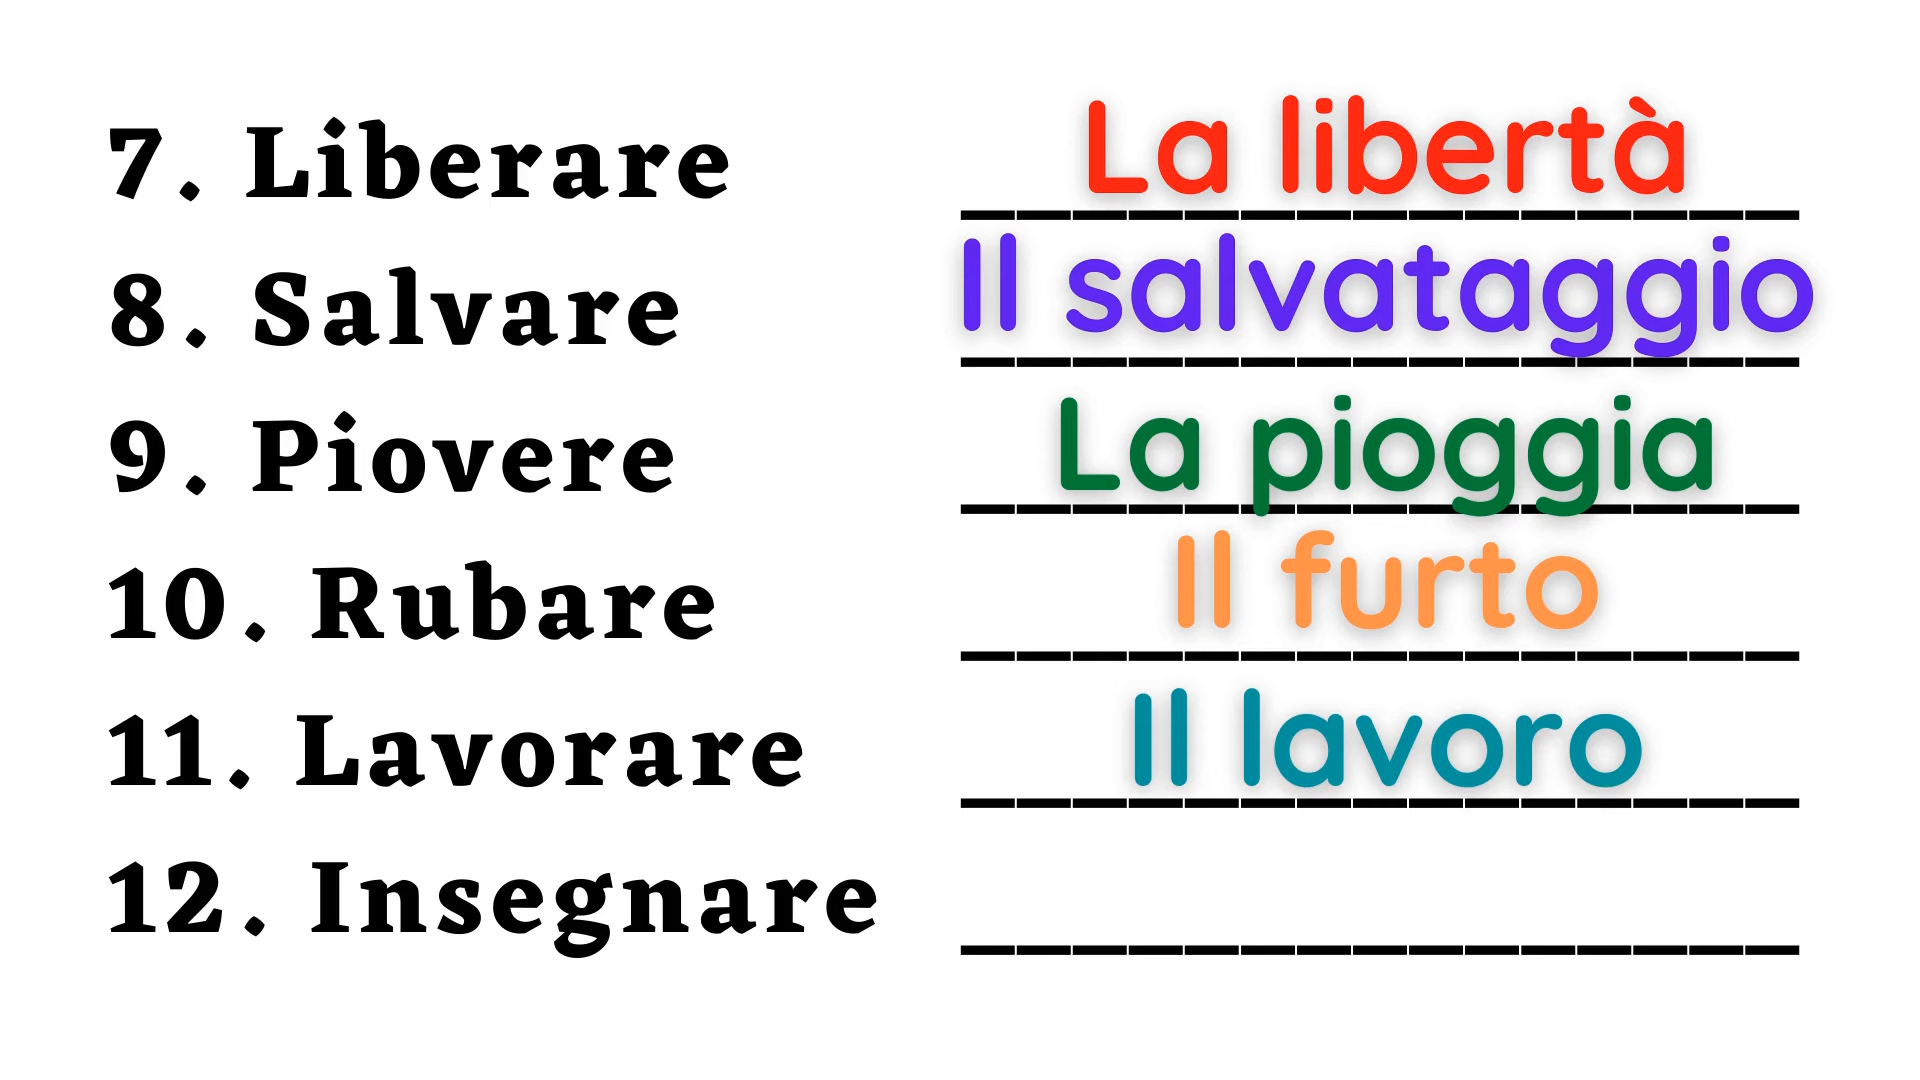 7. Liberare La libertà
8. Salvare Il salvataggio
9. Piovere La pioggia
10. Rubare Il furto
11. Lavorare Il lavoro
12. Insegnare _______________